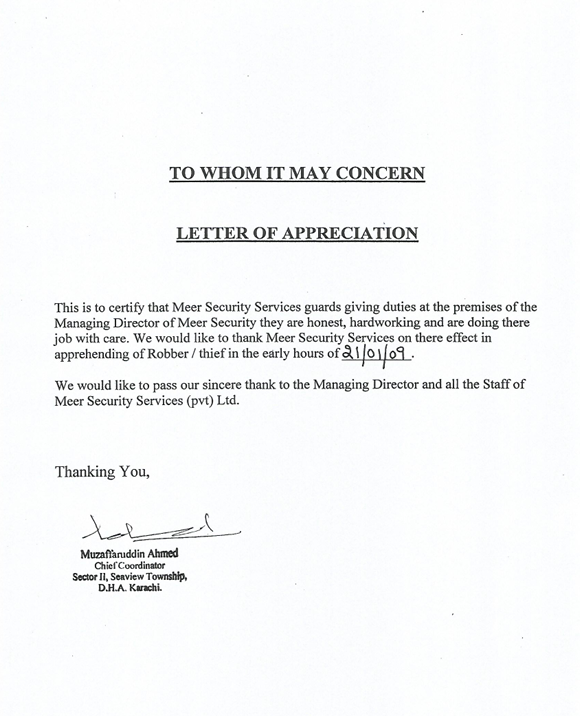 TO WHOM IT MAY CONCERN
LETTER OF APPRECIATION
This is to certify that Meer Security Services guards giving duties at the premises of the
Managing Director of Meer Security they are honest, hardworking and are doing there
job with care. We would like to thank Meer Security Services on there effect in
apprehending of Robber / thief in the early hours of 21/01/09.
We would like to pass our sincere thank to the Managing Director and all the Staff of
Meer Security Services (pvt) Ltd.
Thanking You,
Muzaffaruddin Ahmed
Chief Coordinator
Sector II, Seaview Township,
D.H.A. Karachi.